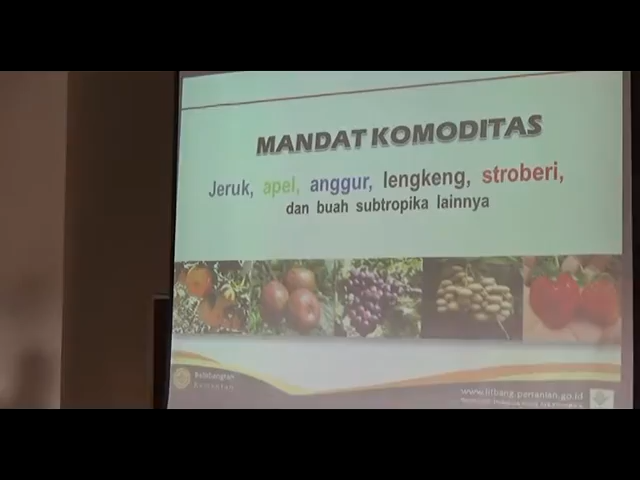 MANDAT KOMODITAS
Jeruk, apel, anggur, lengkeng, stroberi,
dan buah subtropika lainnya
www.litbang.pertanian.go.id